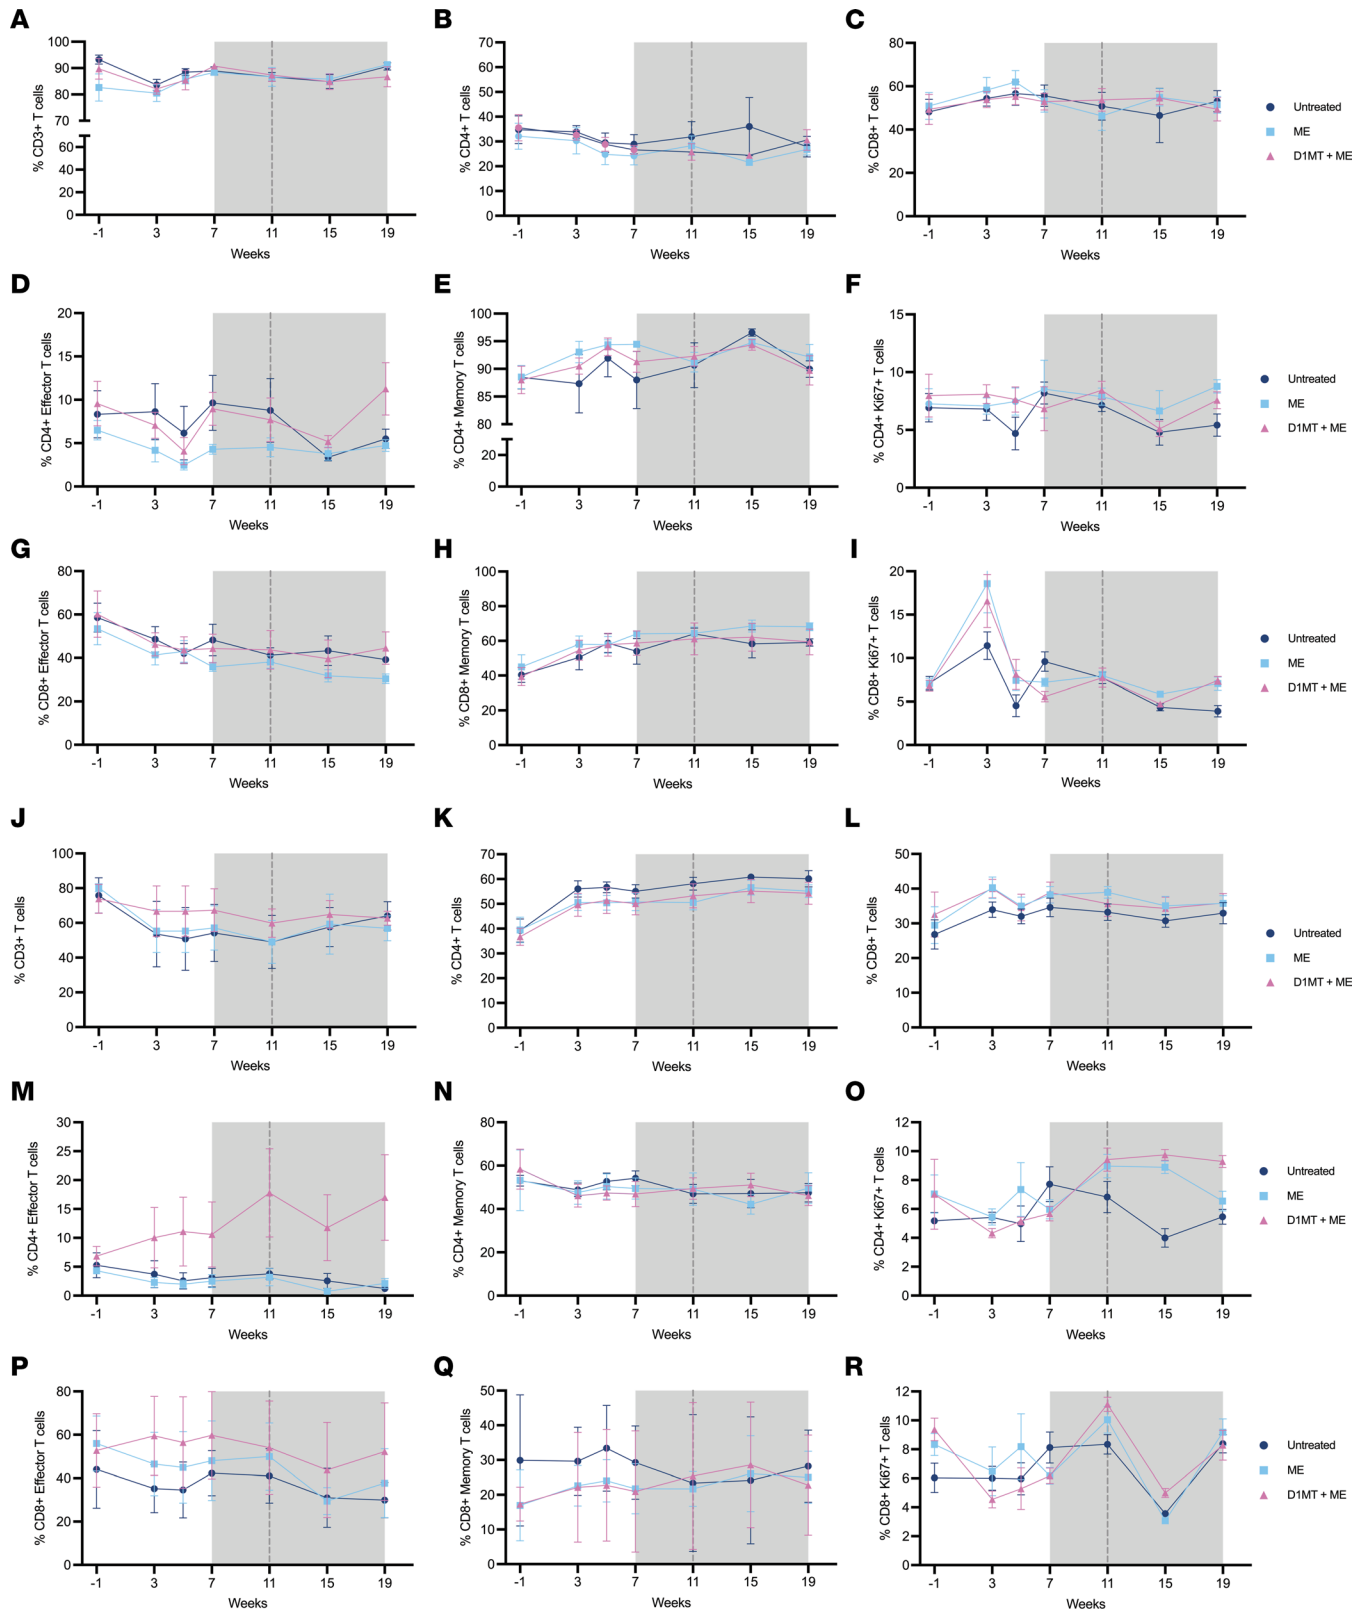 A
B
C
% CD3+ T cells
100
90
80
70
60
40
20
0
-1 3 7 11 15 19
Weeks
% CD4+ T cells
70
60
50
40
30
20
10
0
-1 3 7 11 15 19
Weeks
% CD8+ T cells
80
60
40
20
0
-1 3 7 11 15 19
Weeks
Untreated
ME
D1MT + ME
D
E
F
% CD4+ Effector T cells
20
15
10
5
0
-1 3 7 11 15 19
Weeks
% CD4+ Memory T cells
100
95
90
85
80
20
0
-1 3 7 11 15 19
Weeks
% CD4+ Ki67+ T cells
15
10
5
0
-1 3 7 11 15 19
Weeks
Untreated
ME
D1MT + ME
G
H
I
% CD8+ Effector T cells
80
60
40
20
0
-1 3 7 11 15 19
Weeks
% CD8+ Memory T cells
100
80
60
40
20
0
-1 3 7 11 15 19
Weeks
% CD8+ Ki67+ T cells
20
15
10
5
0
-1 3 7 11 15 19
Weeks
Untreated
ME
D1MT + ME
J
K
L
% CD3+ T cells
100
80
60
40
20
0
-1 3 7 11 15 19
Weeks
% CD4+ T cells
70
60
50
40
30
20
10
0
-1 3 7 11 15 19
Weeks
% CD8+ T cells
50
40
30
20
10
0
-1 3 7 11 15 19
Weeks
Untreated
ME
D1MT + ME
M
N
O
% CD4+ Effector T cells
30
25
20
15
10
5
0
-1 3 7 11 15 19
Weeks
% CD4+ Memory T cells
80
60
40
20
0
-1 3 7 11 15 19
Weeks
% CD4+ Ki67+ T cells
12
10
8
6
4
2
0
-1 3 7 11 15 19
Weeks
Untreated
ME
D1MT + ME
P
Q
R
% CD8+ Effector T cells
80
60
40
20
0
-1 3 7 11 15 19
Weeks
% CD8+ Memory T cells
50
40
30
20
10
0
-1 3 7 11 15 19
Weeks
% CD8+ Ki67+ T cells
12
10
8
6
4
2
0
-1 3 7 11 15 19
Weeks
Untreated
ME
D1MT + ME